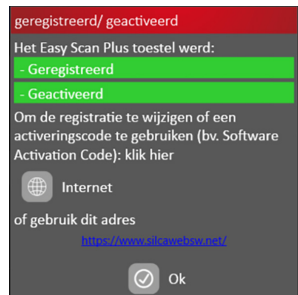 geregistreerd/ geactiveerd
Het Easy Scan Plus toestel werd:
- Geregistreerd
- Geactiveerd
Om de registratie te wijzigen of een
activeringscode te gebruiken (bv. Software
Activation Code): klik hier
Internet
of gebruik dit adres
https://www.silcawebsw.net/
Ok